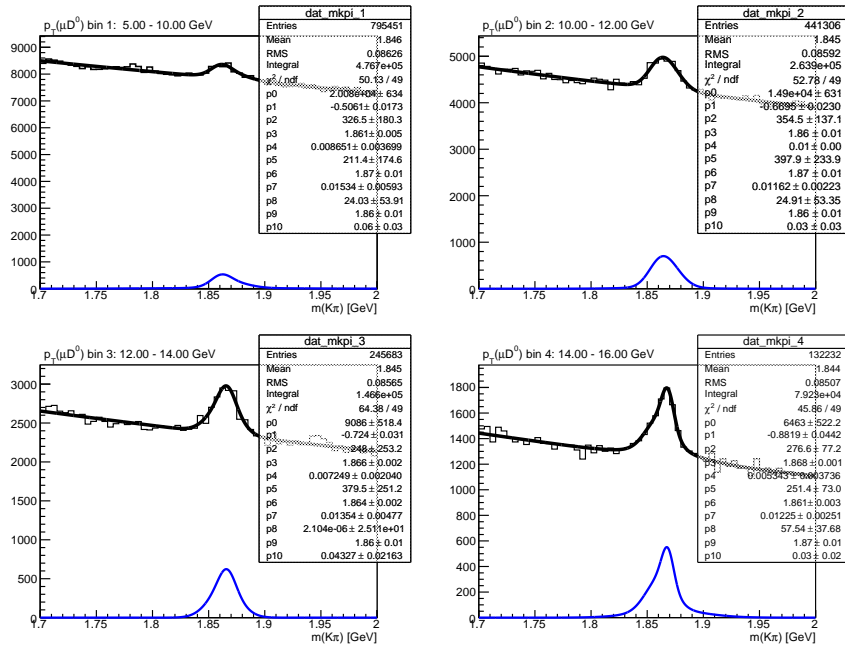 p_T(μD⁰) bin 1: 5.00 - 10.00 GeV
dat_mkpi_1
Entries 795451
Mean 1.846
RMS 0.08626
Integral 4.767e+05
χ² / ndf 50.13 / 49
p0 2.008e+04 ± 634
p1 -0.5061 ± 0.0173
p2 326.5 ± 180.3
p3 1.861 ± 0.005
p4 0.008651 ± 0.003699
p5 211.4 ± 174.6
p6 1.87 ± 0.01
p7 0.01534 ± 0.00593
p8 24.03 ± 53.91
p9 1.86 ± 0.01
p10 0.06 ± 0.03
9000
8000
7000
6000
5000
4000
3000
2000
1000
0
1.7 1.75 1.8 1.85 1.9 1.95 2
m(Kπ) [GeV]
p_T(μD⁰) bin 2: 10.00 - 12.00 GeV
dat_mkpi_2
Entries 441306
Mean 1.845
RMS 0.08592
Integral 2.639e+05
χ² / ndf 52.78 / 49
p0 1.49e+04 ± 631
p1 -0.6695 ± 0.0230
p2 354.5 ± 137.1
p3 1.86 ± 0.01
p4 0.01 ± 0.00
p5 397.9 ± 233.9
p6 1.87 ± 0.01
p7 0.01162 ± 0.00223
p8 24.91 ± 53.35
p9 1.86 ± 0.01
p10 0.03 ± 0.03
5000
4000
3000
2000
1000
0
1.7 1.75 1.8 1.85 1.9 1.95 2
m(Kπ) [GeV]
p_T(μD⁰) bin 3: 12.00 - 14.00 GeV
dat_mkpi_3
Entries 245683
Mean 1.845
RMS 0.08565
Integral 1.466e+05
χ² / ndf 64.38 / 49
p0 9086 ± 518.4
p1 -0.724 ± 0.031
p2 248 ± 253.2
p3 1.866 ± 0.002
p4 0.007249 ± 0.002040
p5 379.5 ± 251.2
p6 1.864 ± 0.002
p7 0.01354 ± 0.00477
p8 2.104e-06 ± 2.511e+01
p9 1.86 ± 0.01
p10 0.04327 ± 0.02163
3000
2500
2000
1500
1000
500
0
1.7 1.75 1.8 1.85 1.9 1.95 2
m(Kπ) [GeV]
p_T(μD⁰) bin 4: 14.00 - 16.00 GeV
dat_mkpi_4
Entries 132232
Mean 1.844
RMS 0.08507
Integral 7.923e+04
χ² / ndf 45.86 / 49
p0 6463 ± 522.2
p1 -0.8819 ± 0.0442
p2 276.6 ± 77.2
p3 1.868 ± 0.001
p4 0.005343 ± 0.003736
p5 251.4 ± 73.0
p6 1.861 ± 0.003
p7 0.01225 ± 0.00251
p8 57.54 ± 37.68
p9 1.87 ± 0.01
p10 0.03 ± 0.02
1800
1600
1400
1200
1000
800
600
400
200
0
1.7 1.75 1.8 1.85 1.9 1.95 2
m(Kπ) [GeV]